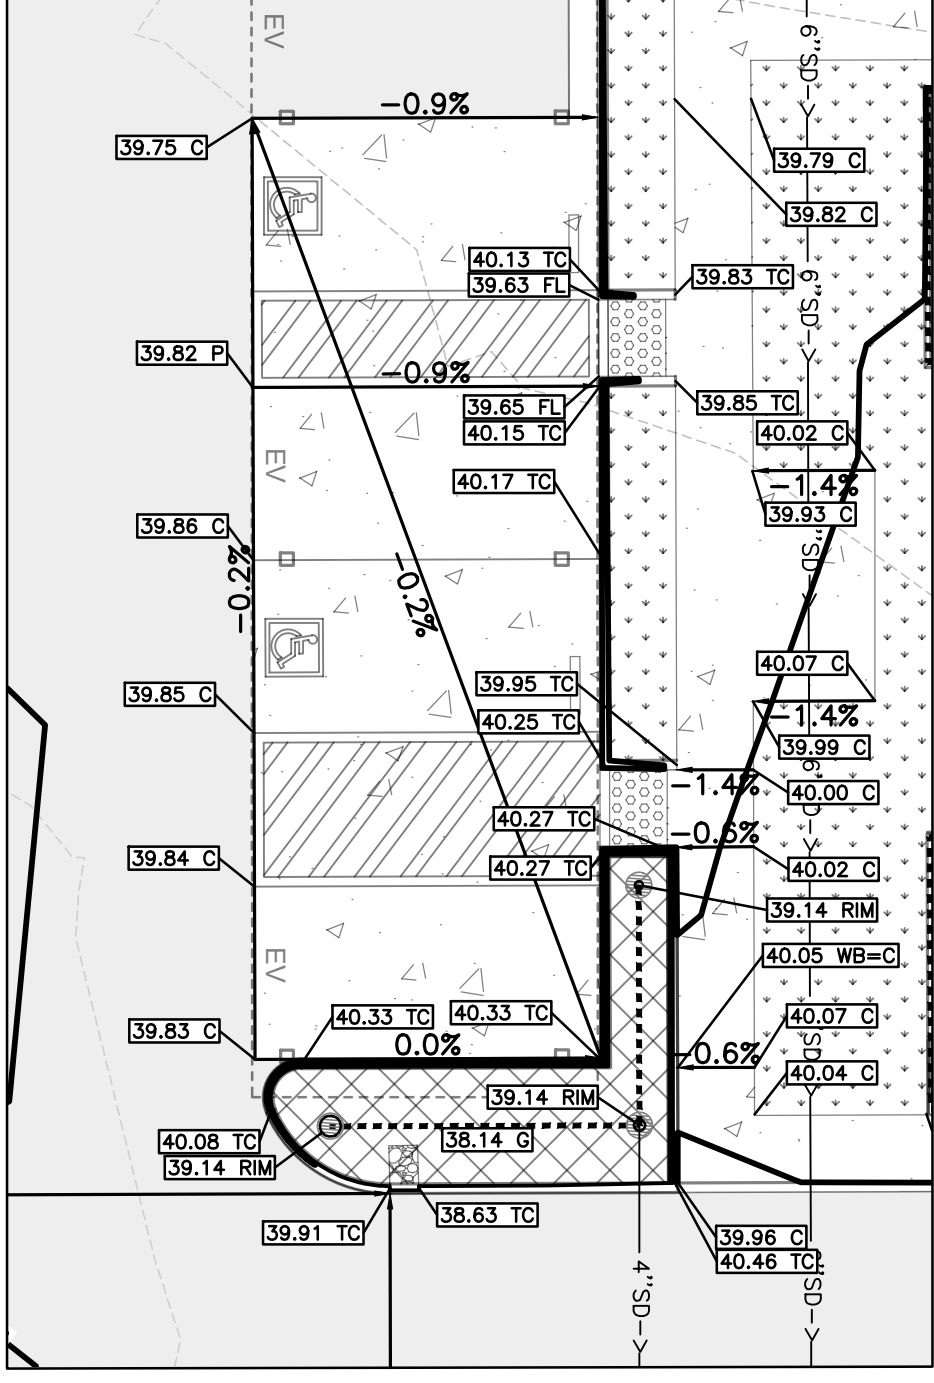 EV
6"SD
-0.9%
39.75 C
39.79 C
39.82 C
40.13 TC
39.63 FL
39.83 TC
6"SD
39.82 P
-0.9%
39.65 FL
40.15 TC
39.85 TC
40.02 C
EV
40.17 TC
-1.4%
39.93 C
39.86 C
-0.2%
-0.2%
"SD
39.85 C
39.95 TC
40.25 TC
40.07 C
-1.4%
39.99 C
6"SD
-1.4%
40.00 C
40.27 TC
-0.6%
39.84 C
40.27 TC
40.02 C
39.14 RIM
EV
40.05 WB=C
39.83 C
40.33 TC
40.33 TC
0.0%
40.07 C
-0.6%
SD
40.04 C
39.14 RIM
40.08 TC
38.14 G
39.14 RIM
39.91 TC
38.63 TC
39.96 C
40.46 TC
4"SD
"SD